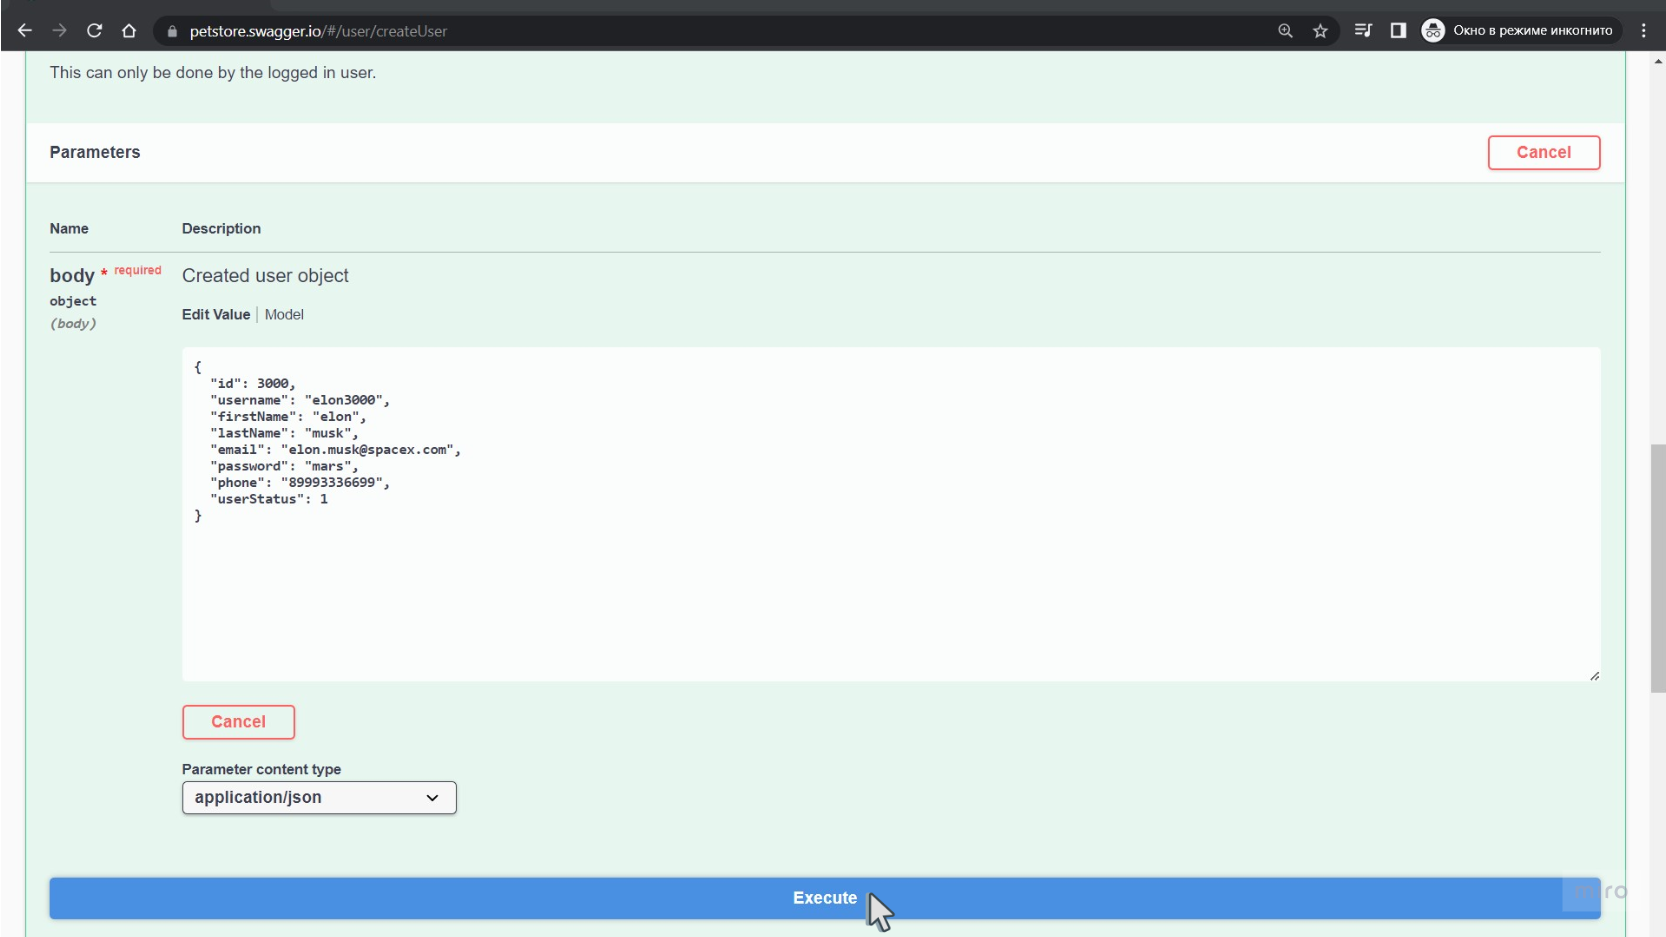 petstore.swagger.io/#/user/createUser
Окно в режиме инкогнито
This can only be done by the logged in user.
Parameters
Cancel
Name Description
body * required Created user object
object
(body)
Edit Value | Model
{
"id": 3000,
"username": "elon3000",
"firstName": "elon",
"lastName": "musk",
"email": "elon.musk@spacex.com",
"password": "mars",
"phone": "89993336699",
"userStatus": 1
}
Cancel
Parameter content type
application/json
Execute
miro